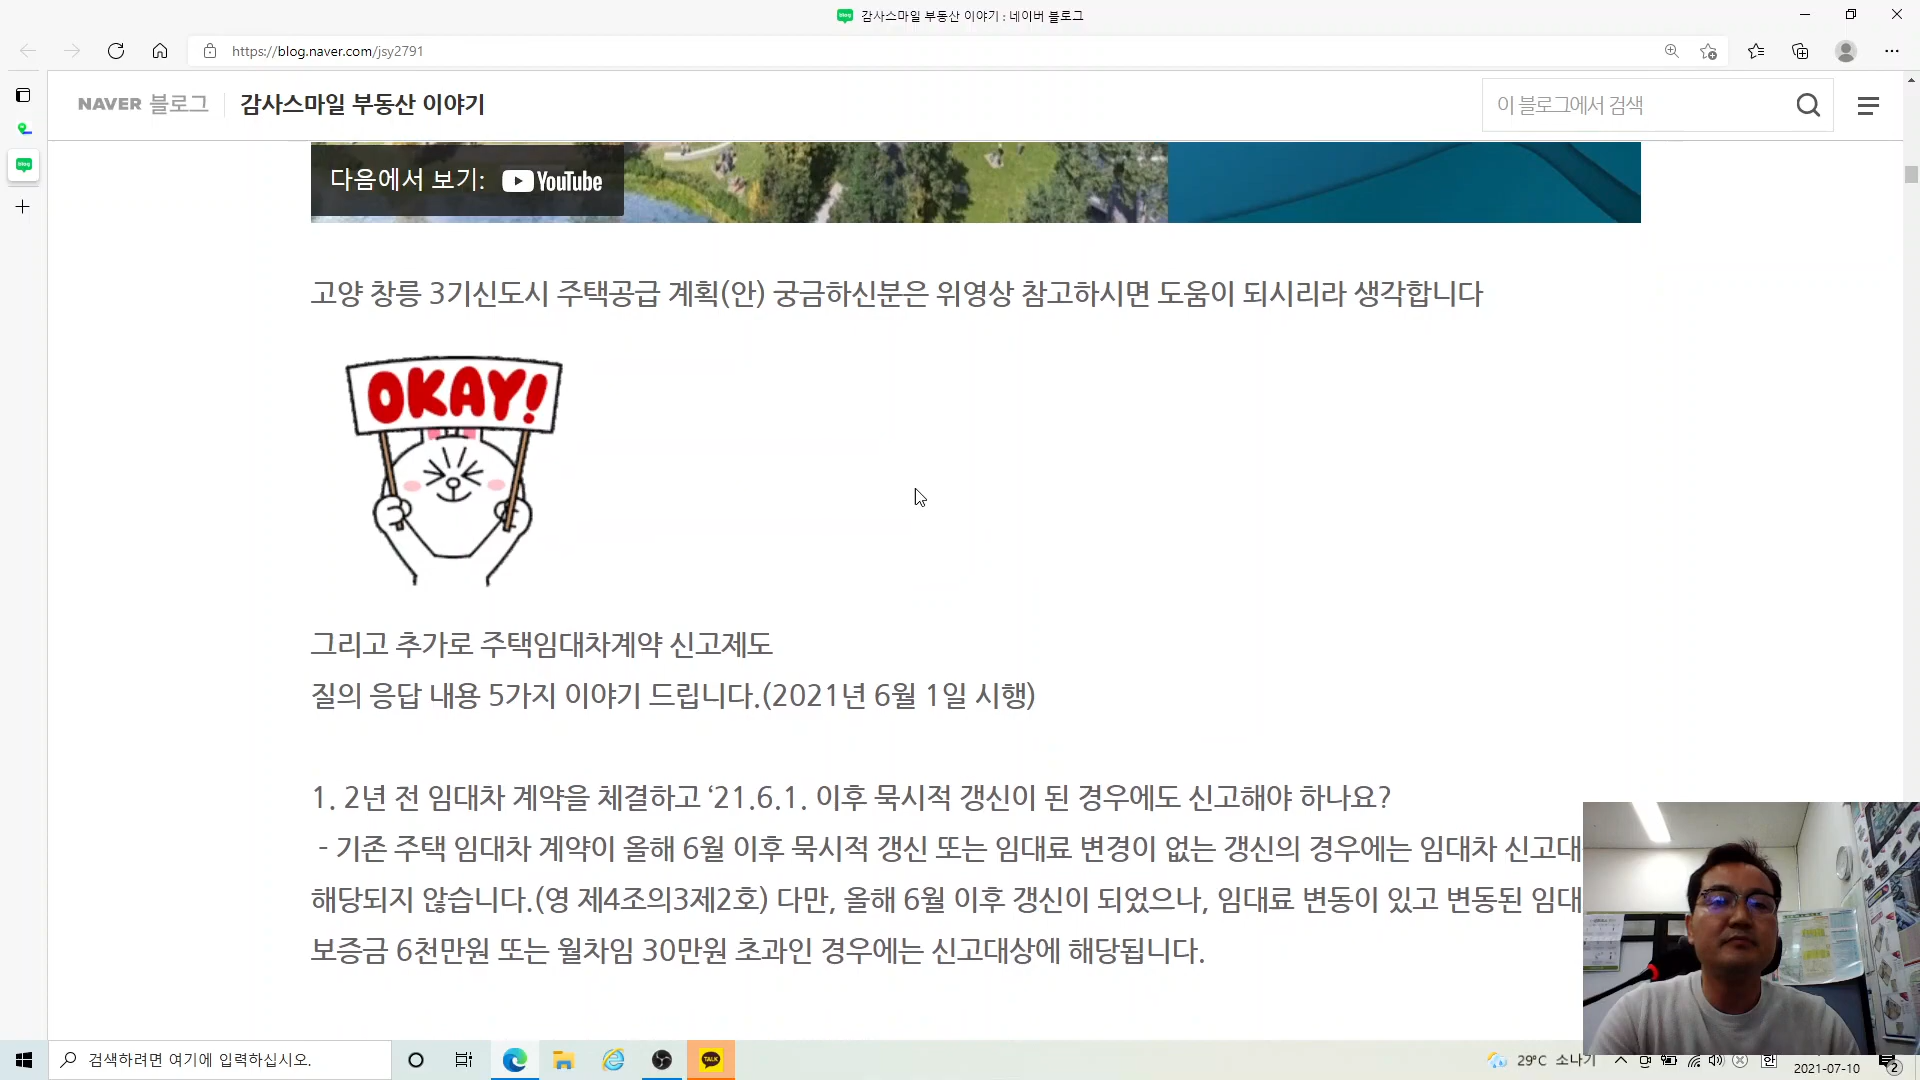 감사스마일 부동산 이야기 : 네이버 블로그
https://blog.naver.com/jsy2791
NAVER 블로그
감사스마일 부동산 이야기
이 블로그에서 검색
다음에서 보기: YouTube
고양 창릉 3기신도시 주택공급 계획(안) 궁금하신분은 위영상 참고하시면 도움이 되시리라 생각합니다
OKAY!
그리고 추가로 주택임대차계약 신고제도
질의 응답 내용 5가지 이야기 드립니다.(2021년 6월 1일 시행)
1. 2년 전 임대차 계약을 체결하고 ‘21.6.1. 이후 묵시적 갱신이 된 경우에도 신고해야 하나요?
- 기존 주택 임대차 계약이 올해 6월 이후 묵시적 갱신 또는 임대료 변경이 없는 갱신의 경우에는 임대차 신고대
해당되지 않습니다.(영 제4조의3제2호) 다만, 올해 6월 이후 갱신이 되었으나, 임대료 변동이 있고 변동된 임대
보증금 6천만원 또는 월차임 30만원 초과인 경우에는 신고대상에 해당됩니다.
검색하려면 여기에 입력하십시오.
TALK
29°C 소나기
한
2021-07-10
2